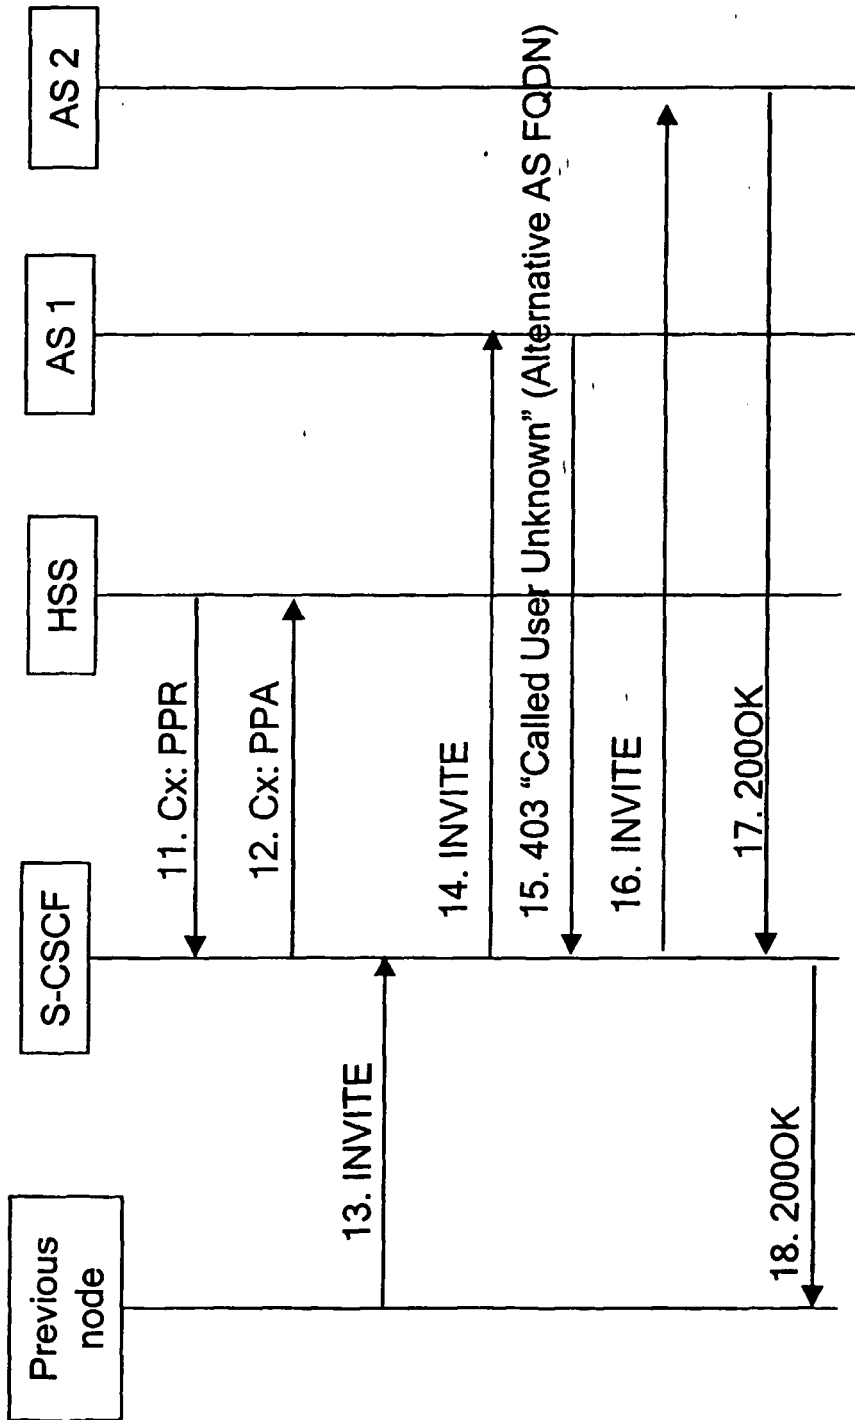 Previous
node
S-CSCF
HSS
AS 1
AS 2
11. Cx: PPR
12. Cx: PPA
13. INVITE
14. INVITE
15. 403 “Called User Unknown” (Alternative AS FQDN)
16. INVITE
17. 200OK
18. 200OK